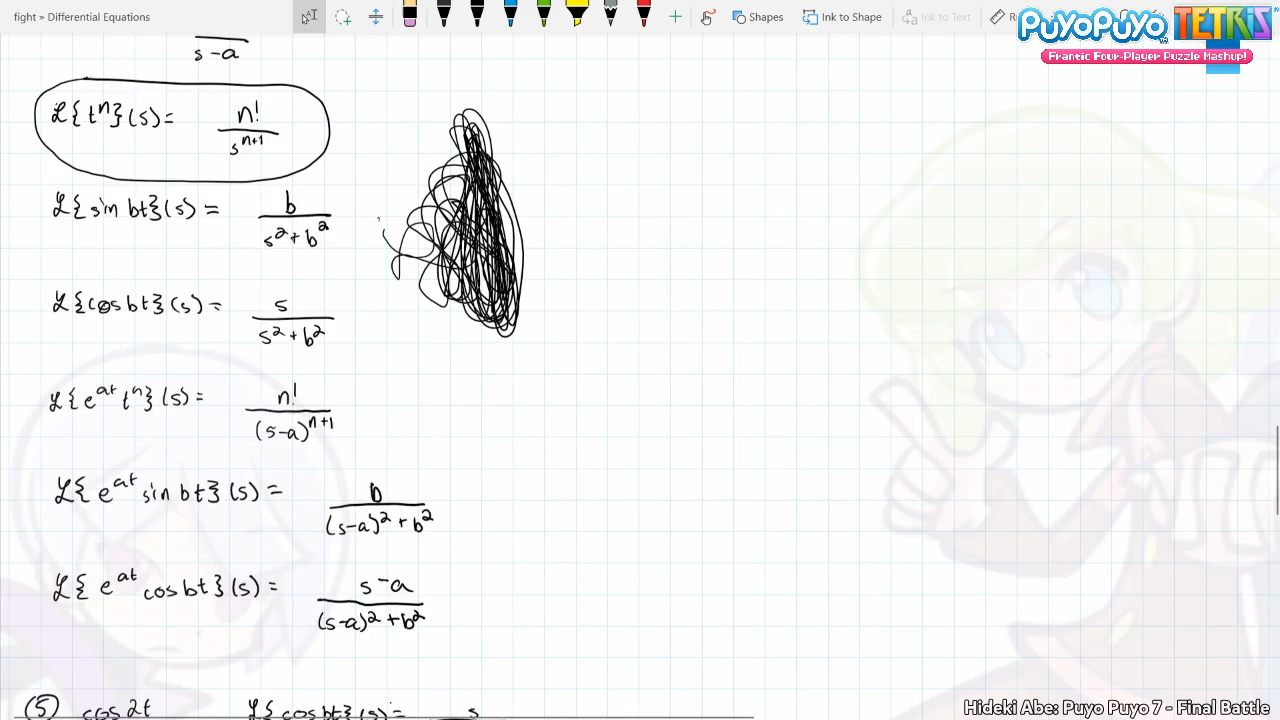 fight » Differential Equations
Shapes
Ink to Shape
Ink to Text
PuyoPuyo TETRIS
Frantic Four-Player Puzzle Mashup!
s-a
ℒ{tⁿ}(s) = n!/sⁿ⁺¹
ℒ{sin bt}(s) = b/(s²+b²)
ℒ{cos bt}(s) = s/(s²+b²)
ℒ{eᵃᵗ tⁿ}(s) = n!/(s-a)ⁿ⁺¹
ℒ{eᵃᵗ sin bt}(s) = b/((s-a)²+b²)
ℒ{eᵃᵗ cos bt}(s) = s-a/((s-a)²+b²)
(5) cos 2t ℒ{cos bt}(s) = s
Hideki Abe: Puyo Puyo 7 - Final Battle